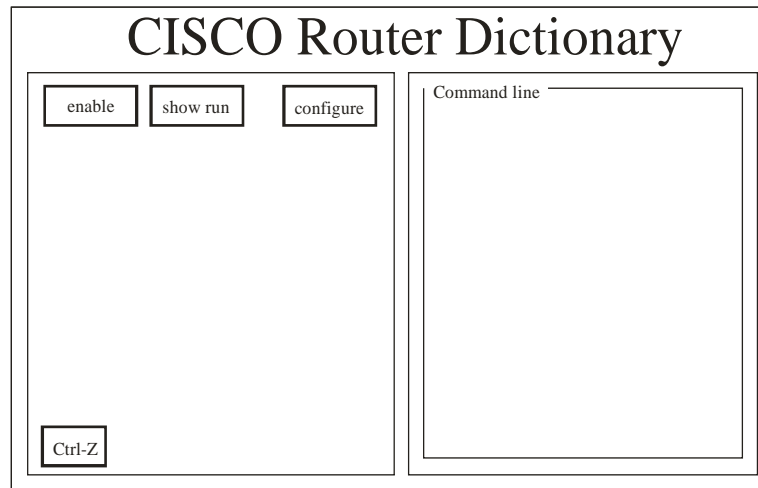 CISCO Router Dictionary
enable show run configure
Command line
Ctrl-Z